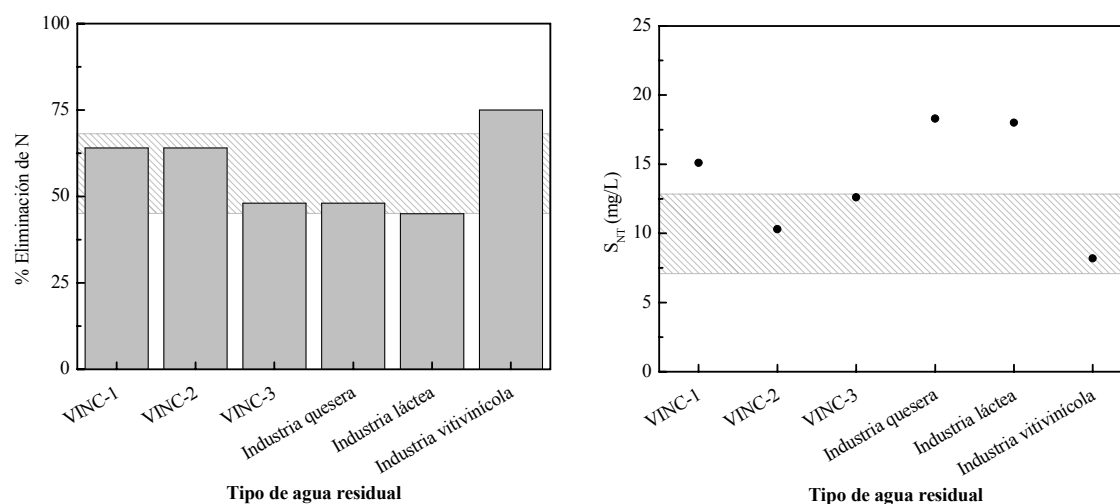 100
75
50
25
0
% Eliminación de N
VINC-1
VINC-2
VINC-3
Industria quesera
Industria láctea
Industria vitivinícola
Tipo de agua residual
25
20
15
10
5
0
S_NT (mg/L)
VINC-1
VINC-2
VINC-3
Industria quesera
Industria láctea
Industria vitivinícola
Tipo de agua residual